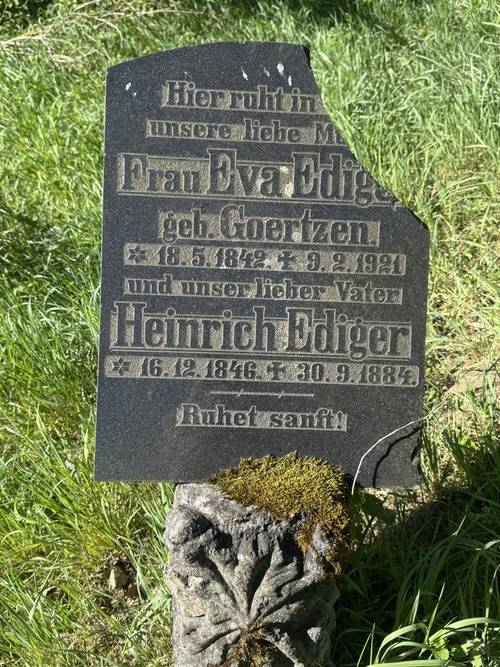 Hier ruht in
unsere liebe
Frau Eva Edige
geb. Goertzen.
* 18.5.1842. ✝ 9.2.1921
und unser lieber Vater
Heinrich Ediger
* 16.12.1846. ✝ 30.9.1884.
Ruhet sanft!